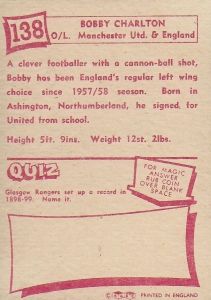 138
BOBBY CHARLTON
O/L. Manchester Utd. & England
A clever footballer with a cannon-ball shot,
Bobby has been England's regular left wing
choice since 1957/58 season. Born in
Ashington, Northumberland, he signed for
United from school.
Height 5ft. 9ins. Weight 12st. 2lbs.
QUIZ
Glasgow Rangers set up a record in
1898-99. Name it.
FOR MAGIC
ANSWER
RUB COIN
OVER BLANK
SPACE
PRINTED IN ENGLAND